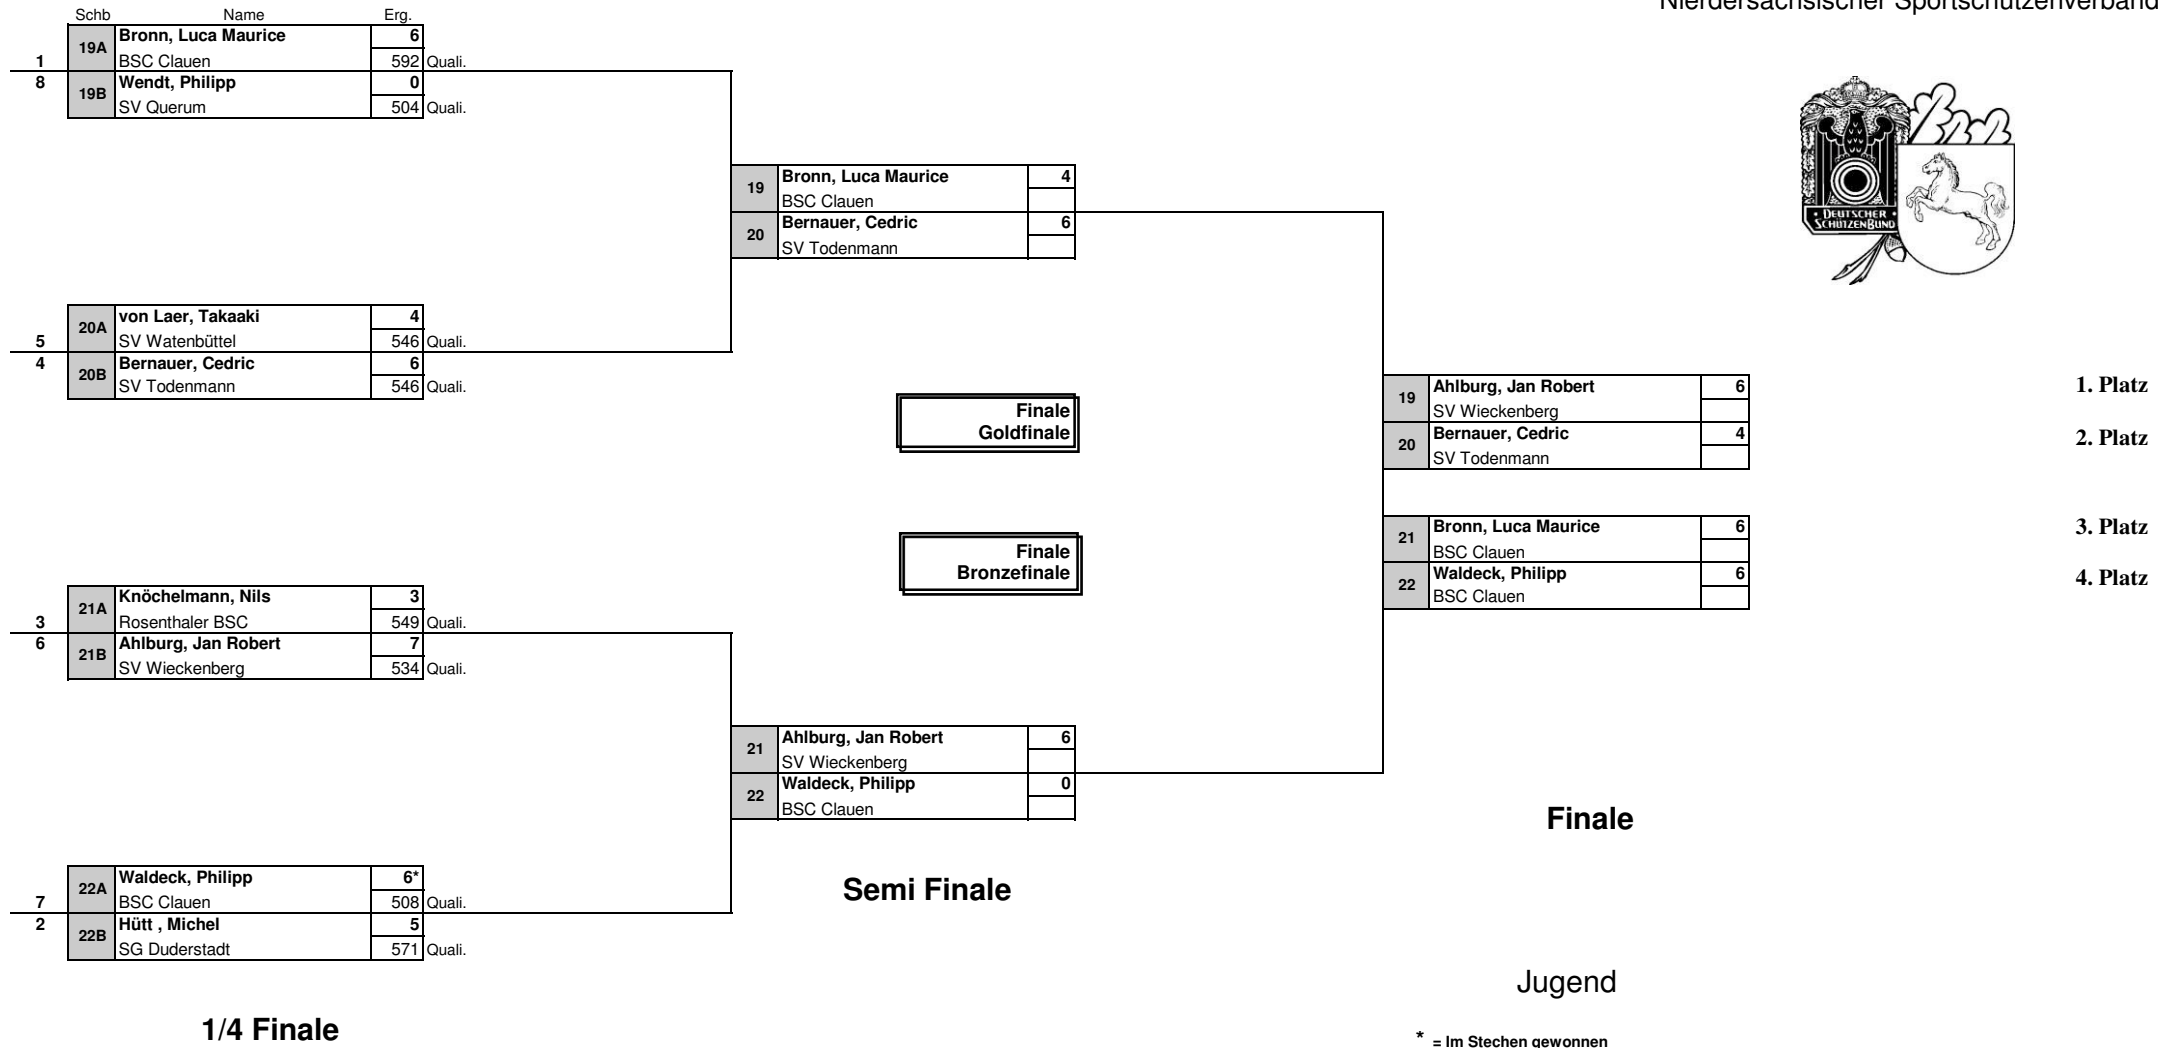 Nierdersächsischer Sportschützenverband
Schb Name Erg.
19A Bronn, Luca Maurice 6
1 BSC Clauen 592 Quali.
8 19B Wendt, Philipp 0
SV Querum 504 Quali.
19 Bronn, Luca Maurice 4
BSC Clauen
20 Bernauer, Cedric 6
SV Todenmann
DEUTSCHER
SCHÜTZENBUND
20A von Laer, Takaaki 4
5 SV Watenbüttel 546 Quali.
4 20B Bernauer, Cedric 6
SV Todenmann 546 Quali.
Finale
Goldfinale
19 Ahlburg, Jan Robert 6 1. Platz
SV Wieckenberg
20 Bernauer, Cedric 4 2. Platz
SV Todenmann
Finale
Bronzefinale
21 Bronn, Luca Maurice 6 3. Platz
BSC Clauen
22 Waldeck, Philipp 6 4. Platz
BSC Clauen
21A Knöchelmann, Nils 3
3 Rosenthaler BSC 549 Quali.
6 21B Ahlburg, Jan Robert 7
SV Wieckenberg 534 Quali.
21 Ahlburg, Jan Robert 6
SV Wieckenberg
22 Waldeck, Philipp 0
BSC Clauen
Finale
22A Waldeck, Philipp 6*
7 BSC Clauen 508 Quali.
2 22B Hütt , Michel 5
SG Duderstadt 571 Quali.
Semi Finale
Jugend
1/4 Finale
* = Im Stechen gewonnen